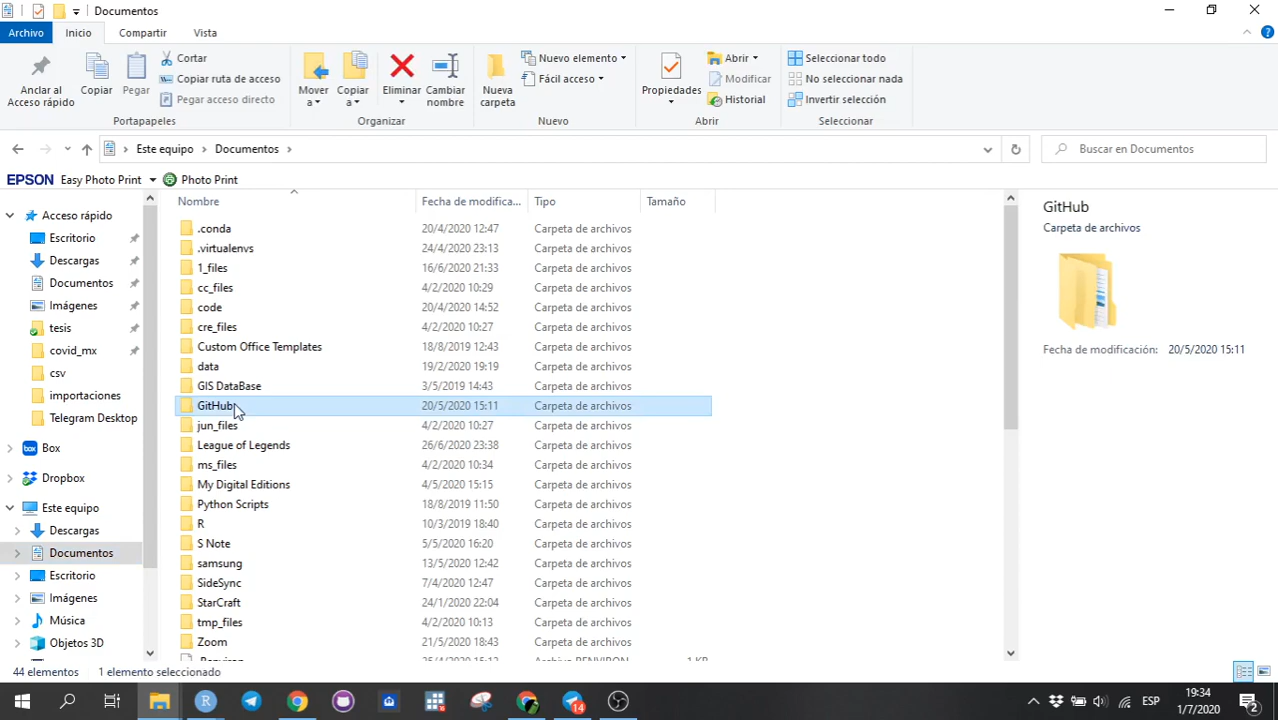 Documentos
Archivo Inicio Compartir Vista
Anclar al Acceso rápido
Copiar
Pegar
Cortar
Copiar ruta de acceso
Pegar acceso directo
Portapapeles
Mover a
Copiar a
Eliminar
Cambiar nombre
Organizar
Nueva carpeta
Nuevo elemento
Fácil acceso
Nuevo
Propiedades
Abrir
Modificar
Historial
Abrir
Seleccionar todo
No seleccionar nada
Invertir selección
Seleccionar
Este equipo Documentos
Buscar en Documentos
EPSON Easy Photo Print Photo Print
Acceso rápido
Escritorio
Descargas
Documentos
Imágenes
tesis
covid_mx
csv
importaciones
Telegram Desktop
Box
Dropbox
Este equipo
Descargas
Documentos
Escritorio
Imágenes
Música
Objetos 3D
Nombre Fecha de modifica... Tipo Tamaño
.conda 20/4/2020 12:47 Carpeta de archivos
.virtualenvs 24/4/2020 23:13 Carpeta de archivos
1_files 16/6/2020 21:33 Carpeta de archivos
cc_files 4/2/2020 10:29 Carpeta de archivos
code 20/4/2020 14:52 Carpeta de archivos
cre_files 4/2/2020 10:27 Carpeta de archivos
Custom Office Templates 18/8/2019 12:43 Carpeta de archivos
data 19/2/2020 19:19 Carpeta de archivos
GIS DataBase 3/5/2019 14:43 Carpeta de archivos
GitHub 20/5/2020 15:11 Carpeta de archivos
jun_files 4/2/2020 10:27 Carpeta de archivos
League of Legends 26/6/2020 23:38 Carpeta de archivos
ms_files 4/2/2020 10:34 Carpeta de archivos
My Digital Editions 4/5/2020 15:15 Carpeta de archivos
Python Scripts 18/8/2019 11:50 Carpeta de archivos
R 10/3/2019 18:40 Carpeta de archivos
S Note 5/5/2020 16:20 Carpeta de archivos
samsung 13/5/2020 12:42 Carpeta de archivos
SideSync 7/4/2020 12:47 Carpeta de archivos
StarCraft 24/1/2020 22:04 Carpeta de archivos
tmp_files 4/2/2020 10:13 Carpeta de archivos
Zoom 21/5/2020 18:43 Carpeta de archivos
.Renviron 25/4/2020 15:12 Archivo RENVIRON 1 KB
GitHub
Carpeta de archivos
Fecha de modificación: 20/5/2020 15:11
44 elementos 1 elemento seleccionado
14
ESP
19:34
1/7/2020
2